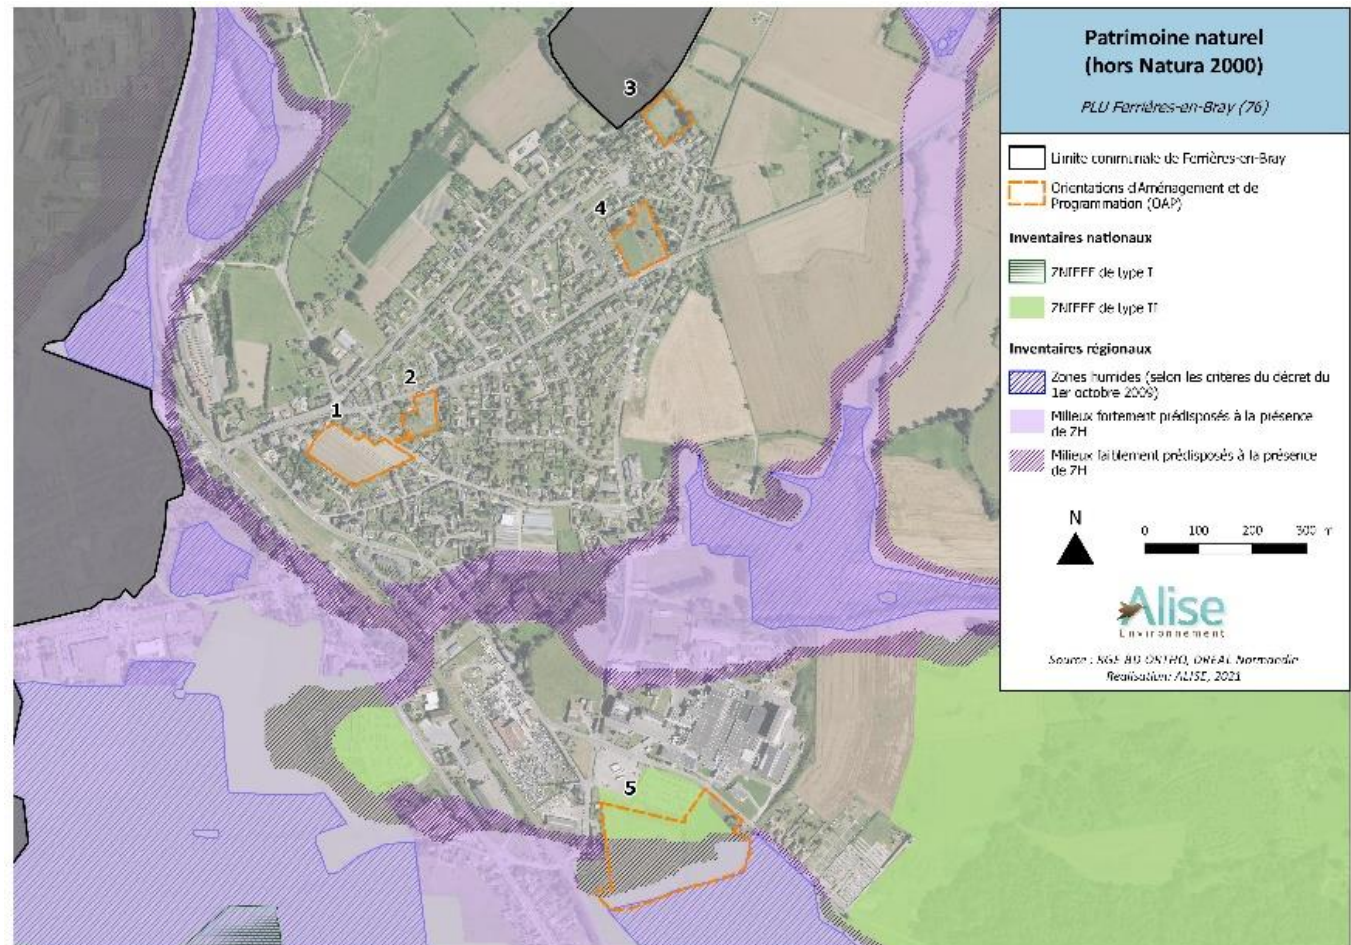 Patrimoine naturel
(hors Natura 2000)
PLU Ferrières-en-Bray (76)
Limite communale de Ferrières-en-Bray
Orientations d'Aménagement et de
Programmation (OAP)
Inventaires nationaux
ZNIEFF de type I
ZNIEFF de type II
Inventaires régionaux
Zones humides (selon les critères du décret du
1er octobre 2009)
Milieux fortement prédisposés à la présence
de ZH
Milieux faiblement prédisposés à la présence
de ZH
N
0 100 200 300 m
Alise
Environnement
Source : BD ORTHO, DREAL Normandie
Réalisation: ALISE, 2021
3
4
2
1
5